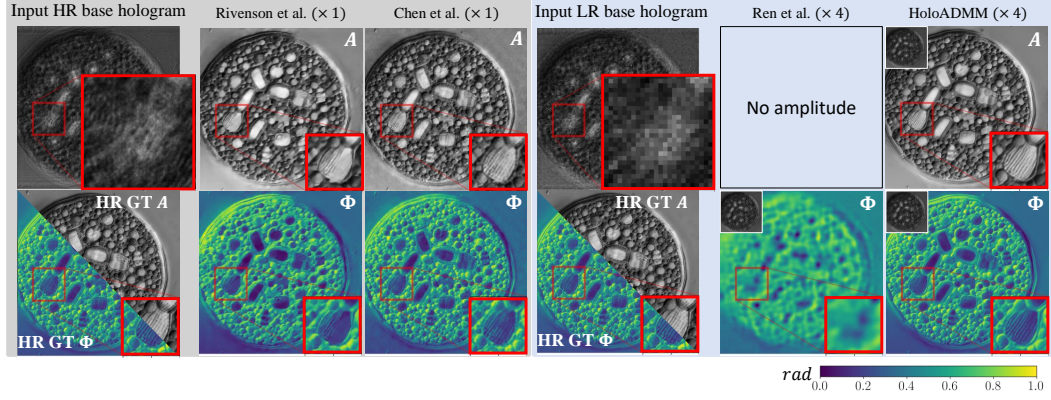 Input HR base hologram
Rivenson et al. (× 1)
Chen et al. (× 1)
Input LR base hologram
Ren et al. (× 4)
HoloADMM (× 4)
A
A
No amplitude
A
HR GT A
Φ
Φ
HR GT A
Φ
Φ
HR GT Φ
HR GT Φ
rad
0.0 0.2 0.4 0.6 0.8 1.0